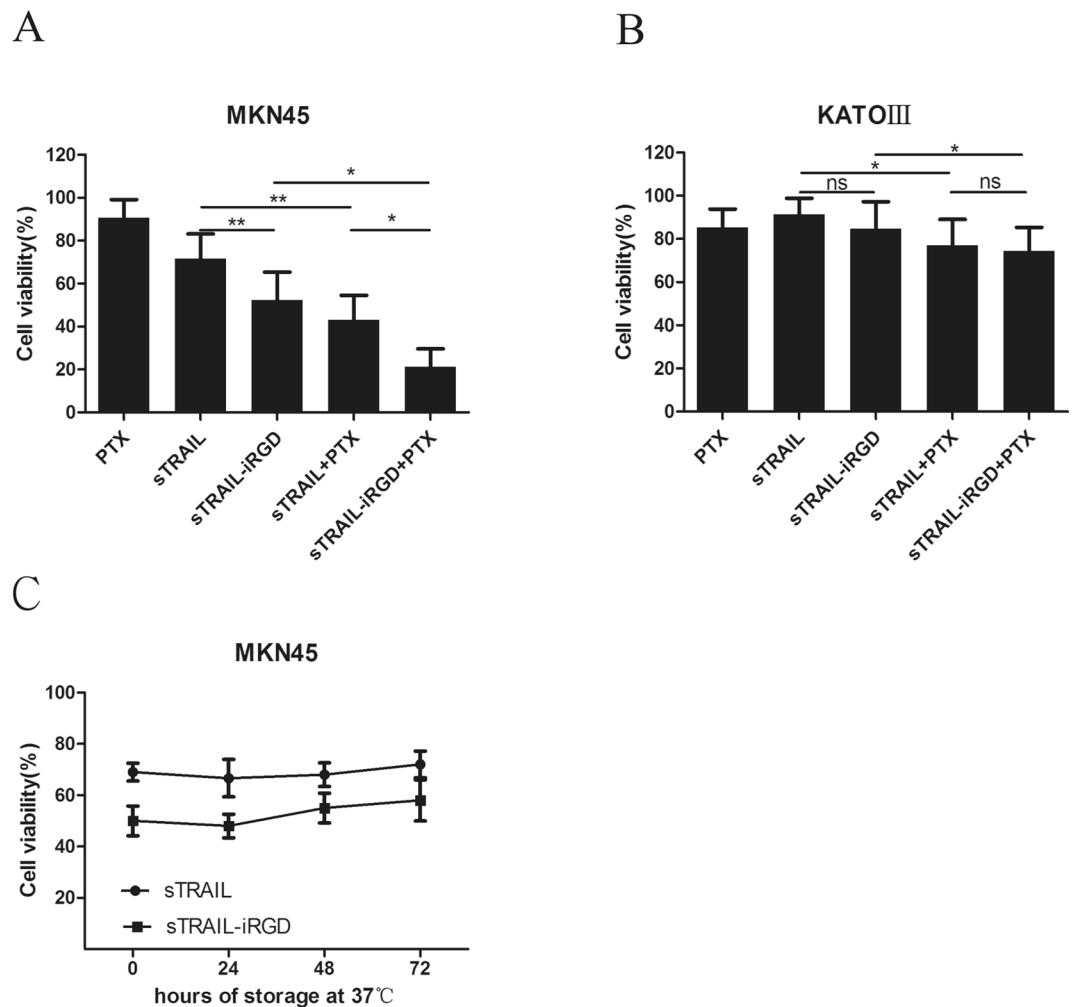 A
MKN45
Cell viability(%)
120
100
80
60
40
20
0
*
**
**
*
PTX
sTRAIL
sTRAIL-iRGD
sTRAIL+PTX
sTRAIL-iRGD+PTX
B
KATOⅢ
Cell viability(%)
120
100
80
60
40
20
0
*
*
ns
ns
PTX
sTRAIL
sTRAIL-iRGD
sTRAIL+PTX
sTRAIL-iRGD+PTX
C
MKN45
Cell viability(%)
100
80
60
40
20
sTRAIL
sTRAIL-iRGD
0 24 48 72
hours of storage at 37℃